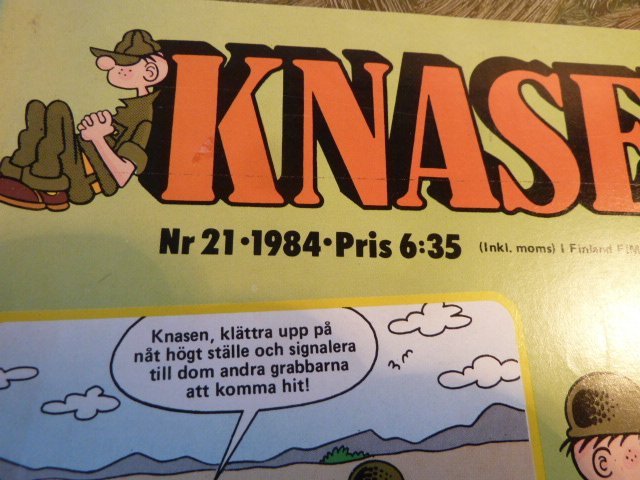 KNASEN
Nr 21•1984•Pris 6:35 (Inkl. moms) I Finland
Knasen, klättra upp på
nåt högt ställe och signalera
till dom andra grabbarna
att komma hit!